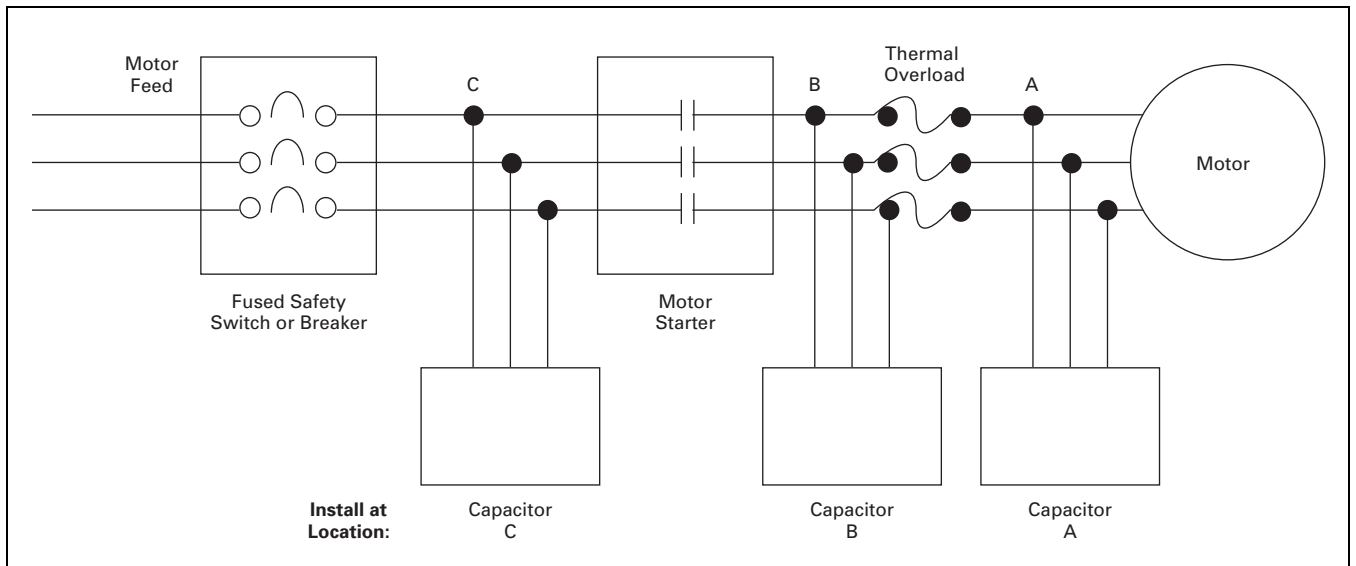 Motor
Feed
C
B
Thermal
Overload
A
Motor
Fused Safety
Switch or Breaker
Motor
Starter
Install at
Location:
Capacitor
C
Capacitor
B
Capacitor
A